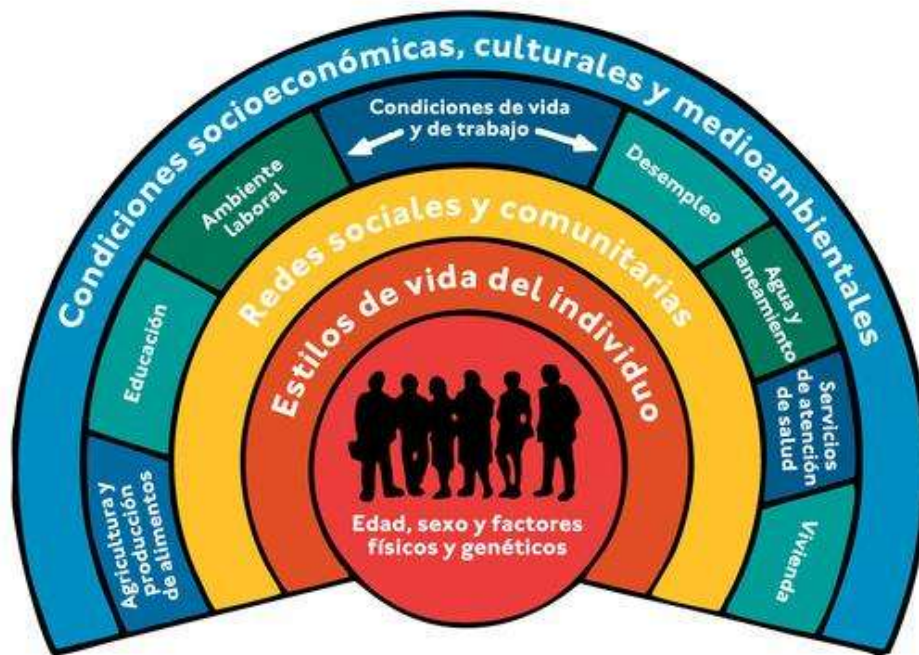 Condiciones socioeconómicas, culturales y medioambientales
Condiciones de vida
y de trabajo
Agricultura y
producción
de alimentos
Educación
Ambiente
laboral
Desempleo
Agua y
saneamiento
Servicios
de atención
de salud
Vivienda
Redes sociales y comunitarias
Estilos de vida del individuo
Edad, sexo y factores
físicos y genéticos